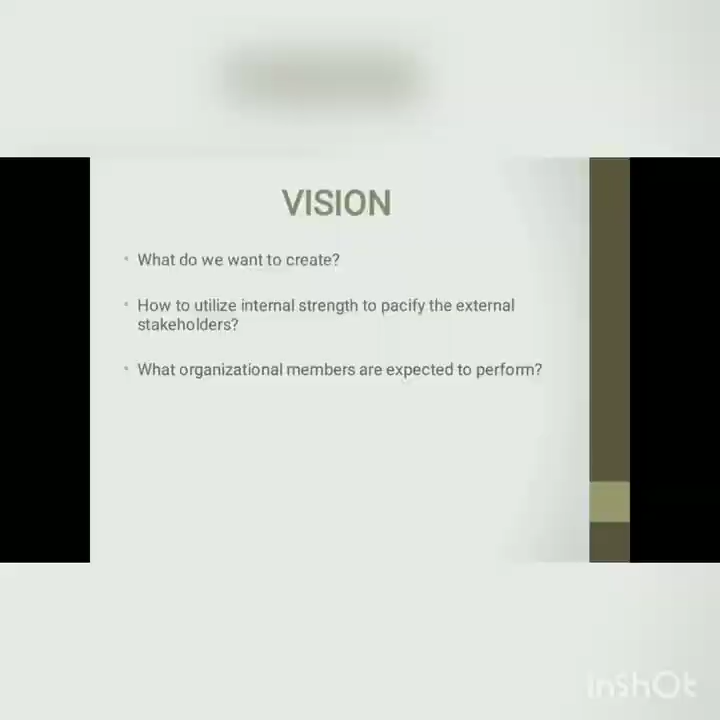 VISION
• What do we want to create?
• How to utilize internal strength to pacify the external
stakeholders?
• What organizational members are expected to perform?
InShOt